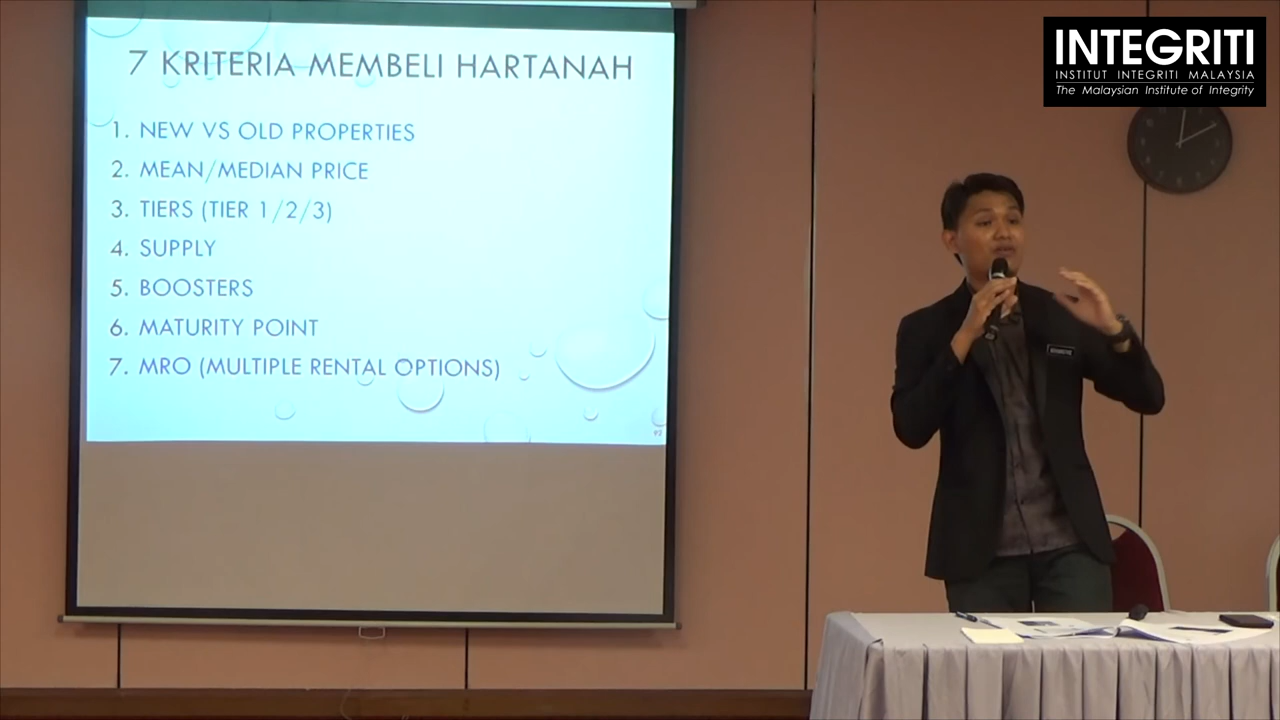 7 KRITERIA MEMBELI HARTANAH
1. NEW VS OLD PROPERTIES
2. MEAN/MEDIAN PRICE
3. TIERS (TIER 1/2/3)
4. SUPPLY
5. BOOSTERS
6. MATURITY POINT
7. MRO (MULTIPLE RENTAL OPTIONS)
INTEGRITI
INSTITUT INTEGRITI MALAYSIA
The Malaysian Institute of Integrity